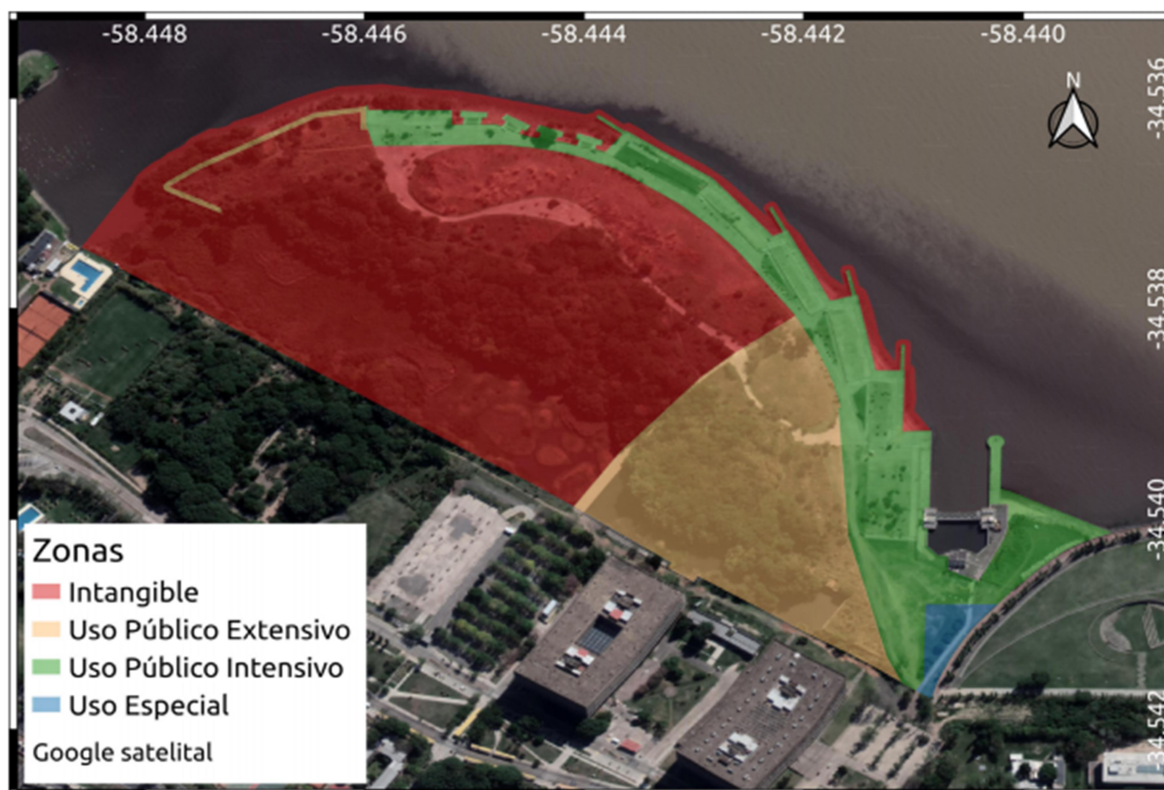 -58.448 -58.446 -58.444 -58.442 -58.440
N
-34.536
-34.538
-34.540
-34.542
Zonas
Intangible
Uso Público Extensivo
Uso Público Intensivo
Uso Especial
Google satelital